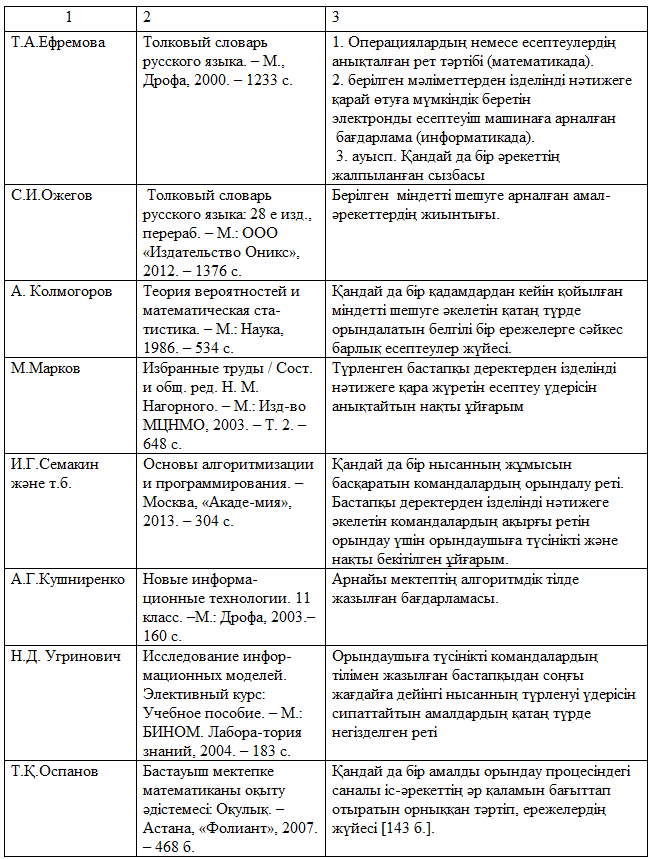 1 2 3
Т.А.Ефремова
Толковый словарь
русского языка. – М.,
Дрофа, 2000. – 1233 с.
1. Операциялардың немесе есептеулердің
анықталған рет тәртібі (математикада).
2. берілген мәліметтерден ізделінді нәтижеге
қарай өтуге мүмкіндік беретін
электронды есептеуіш машинаға арналған
бағдарлама (информатикада).
3. ауысп. Қандай да бір әрекеттің
жалпыланған сызбасы
С.И.Ожегов
Толковый словарь
русского языка: 28 е изд.,
перераб. – М.: ООО
«Издательство Оникс»,
2012. – 1376 с.
Берілген міндетті шешуге арналған амал-
әрекеттердің жиынтығы.
А. Колмогоров
Теория вероятностей и
математическая ста-
тистика. – М.: Наука,
1986. – 534 с.
Қандай да бір қадамдардан кейін қойылған
міндетті шешуге әкелетін қатаң түрде
орындалатын белгілі бір ережелерге сәйкес
барлық есептеулер жүйесі.
М.Марков
Избранные труды / Сост.
и общ. ред. Н. М.
Нагорного. – М.: Изд-во
МЦНМО, 2003. – Т. 2. –
648 с.
Түрленген бастапқы деректерден ізделінді
нәтижеге қара жүретін есептеу үдерісін
анықтайтын нақты ұйғарым
И.Г.Семакин
және т.б.
Основы алгоритмизации
и программирования. –
Москва, «Акаде-мия»,
2013. – 304 с.
Қандай да бір нысанның жұмысын
басқаратын командалардың орындалу реті.
Бастапқы деректерден ізделінді нәтижеге
әкелетін командалардың ақырғы ретін
орындау үшін орындаушыға түсінікті және
нақты бекітілген ұйғарым.
А.Г.Кушниренко
Новые информа-
ционные технологии. 11
класс. –М.: Дрофа, 2003.–
160 с.
Арнайы мектептің алгоритмдік тілде
жазылған бағдарламасы.
Н.Д. Угринович
Исследование инфор-
мационных моделей.
Элективный курс:
Учебное пособие. – М.:
БИНОМ. Лабора-тория
знаний, 2004. – 183 с.
Орындаушыға түсінікті командалардың
тілімен жазылған бастапқыдан соңғы
жағдайға дейінгі нысанның түрленуі үдерісін
сипаттайтын амалдардың қатаң түрде
негізделген реті
Т.Қ.Оспанов
Бастауыш мектепке
математиканы оқыту
әдістемесі: Оқулық. –
Астана, «Фолиант», 2007.
– 468 б.
Қандай да бір амалды орындау процесіндегі
саналы іс-әрекеттің әр қаламын бағыттап
отыратын орныққан тәртіп, ережелердің
жүйесі [143 б.].